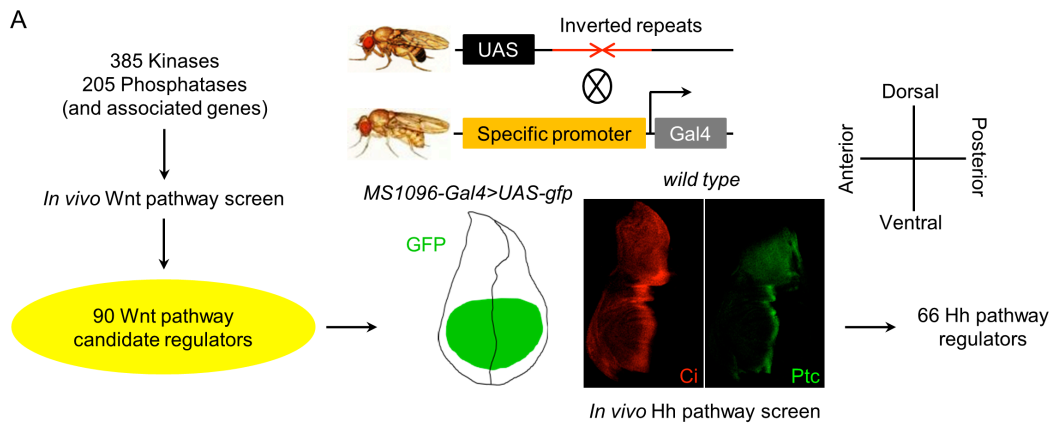 A
385 Kinases
205 Phosphatases
(and associated genes)
In vivo Wnt pathway screen
90 Wnt pathway
candidate regulators
UAS
Inverted repeats
Specific promoter
Gal4
MS1096-Gal4>UAS-gfp
GFP
wild type
Ci
Ptc
In vivo Hh pathway screen
Dorsal
Anterior
Posterior
Ventral
66 Hh pathway
regulators